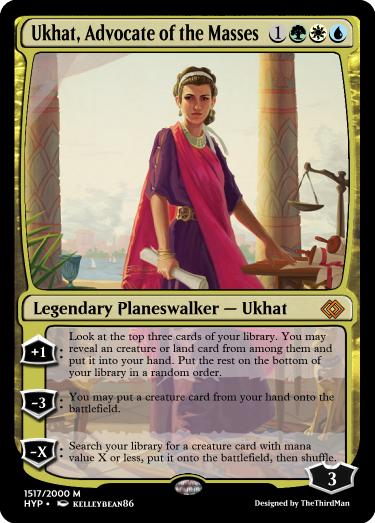 Ukhat, Advocate of the Masses 1
Legendary Planeswalker — Ukhat
+1: Look at the top three cards of your library. You may
reveal an creature or land card from among them and
put it into your hand. Put the rest on the bottom of
your library in a random order.
-3: You may put a creature card from your hand onto the
battlefield.
-X: Search your library for a creature card with mana
value X or less, put it onto the battlefield, then shuffle.
3
1517/2000 M
HYP • KELLEYBEAN86
Designed by TheThirdMan